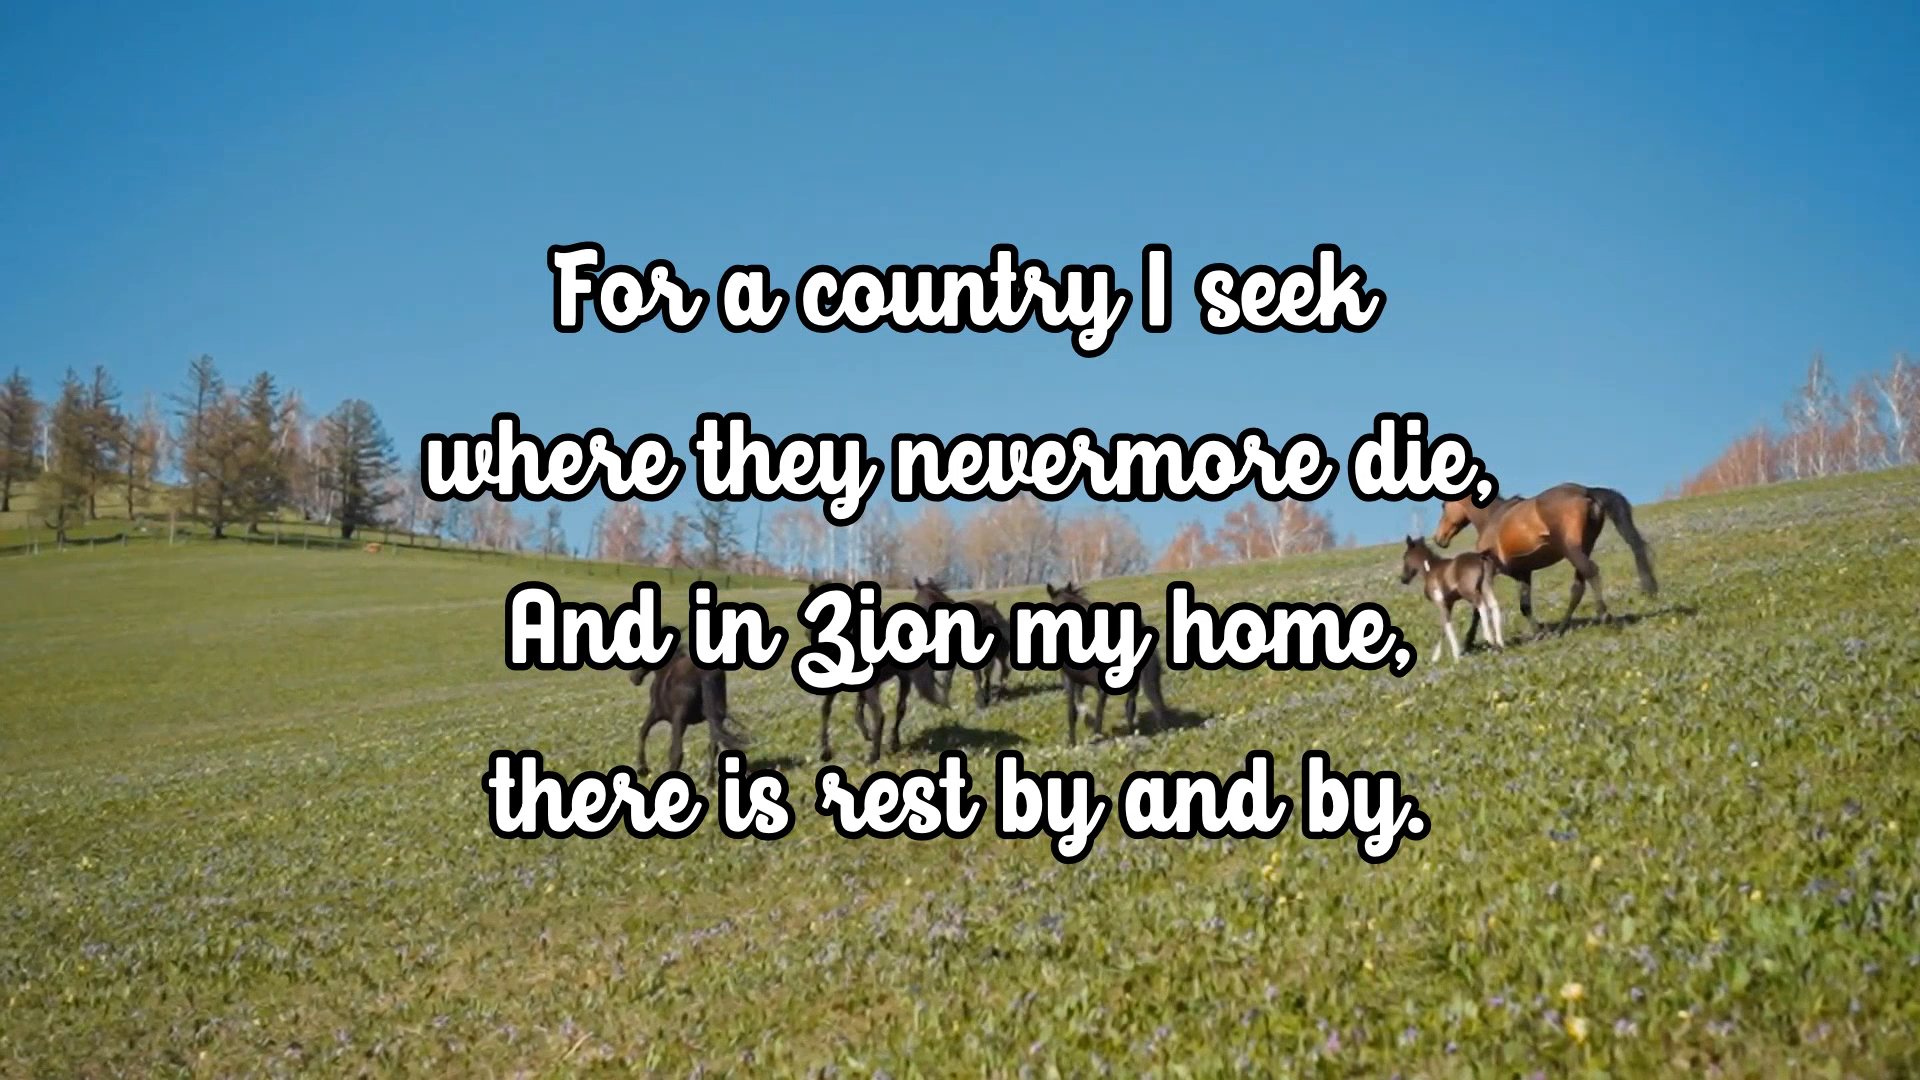 For a country I seek
where they nevermore die,
And in Zion my home,
there is rest by and by.